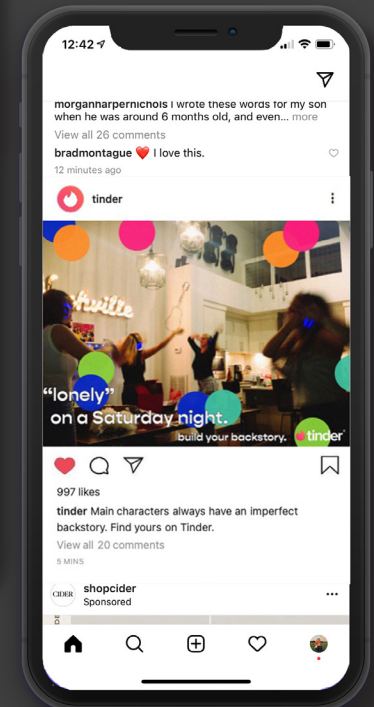 12:42
morganharpernichols I wrote these words for my son
when he was around 6 months old, and even... more
View all 26 comments
bradmontague ❤️ I love this.
12 minutes ago
tinder
shville
“lonely”
on a Saturday night.
build your backstory. tinder
997 likes
tinder Main characters always have an imperfect
backstory. Find yours on Tinder.
View all 20 comments
5 MINS
CIDER
shopcider
Sponsored